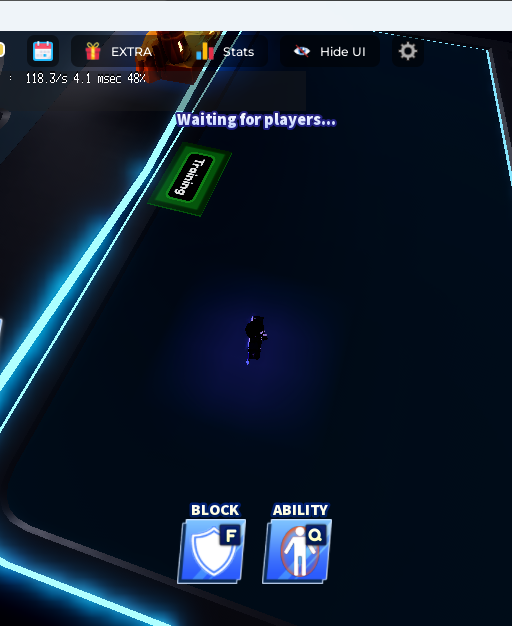 EXTRA Stats Hide UI
: 118.3/s 4.1 msec 48%
Waiting for players...
Training
BLOCK ABILITY
F Q